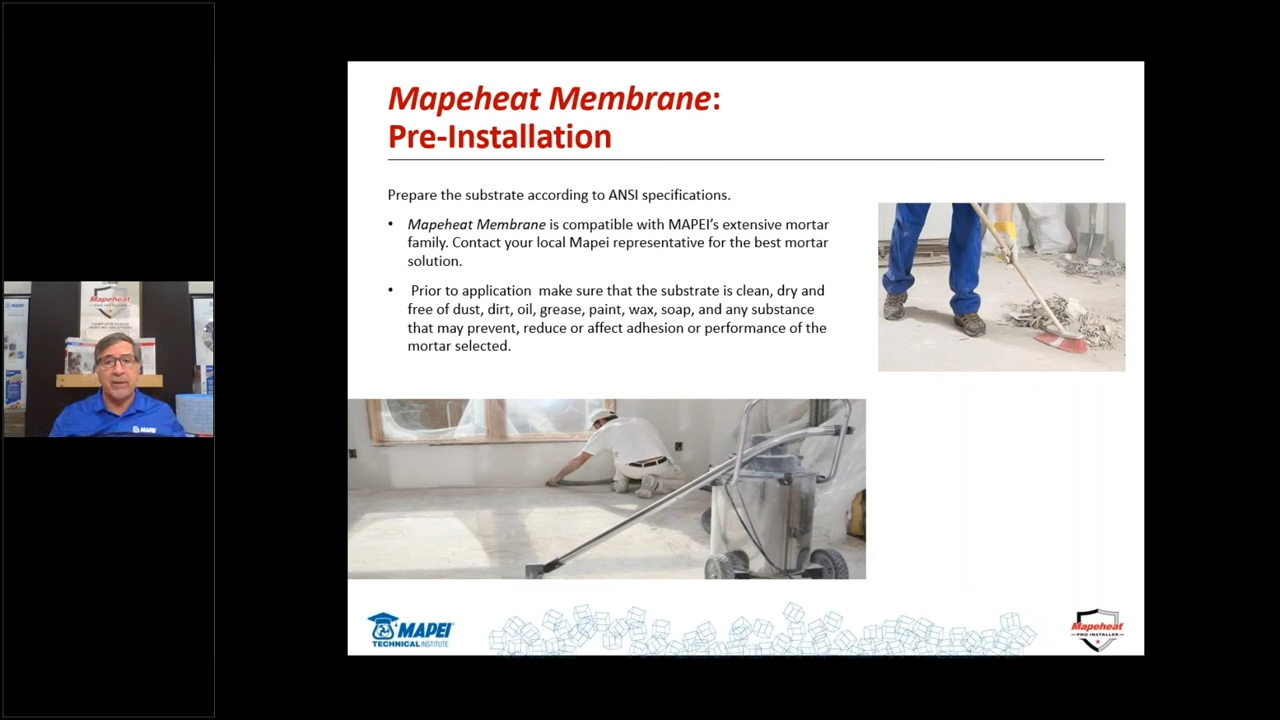 Mapeheat Membrane:
Pre-Installation
Prepare the substrate according to ANSI specifications.
• Mapeheat Membrane is compatible with MAPEI’s extensive mortar
family. Contact your local Mapei representative for the best mortar
solution.
• Prior to application make sure that the substrate is clean, dry and
free of dust, dirt, oil, grease, paint, wax, soap, and any substance
that may prevent, reduce or affect adhesion or performance of the
mortar selected.
Mapeheat
MAPEI
MAPEI
TECHNICAL INSTITUTE
Mapeheat
PRO INSTALLER